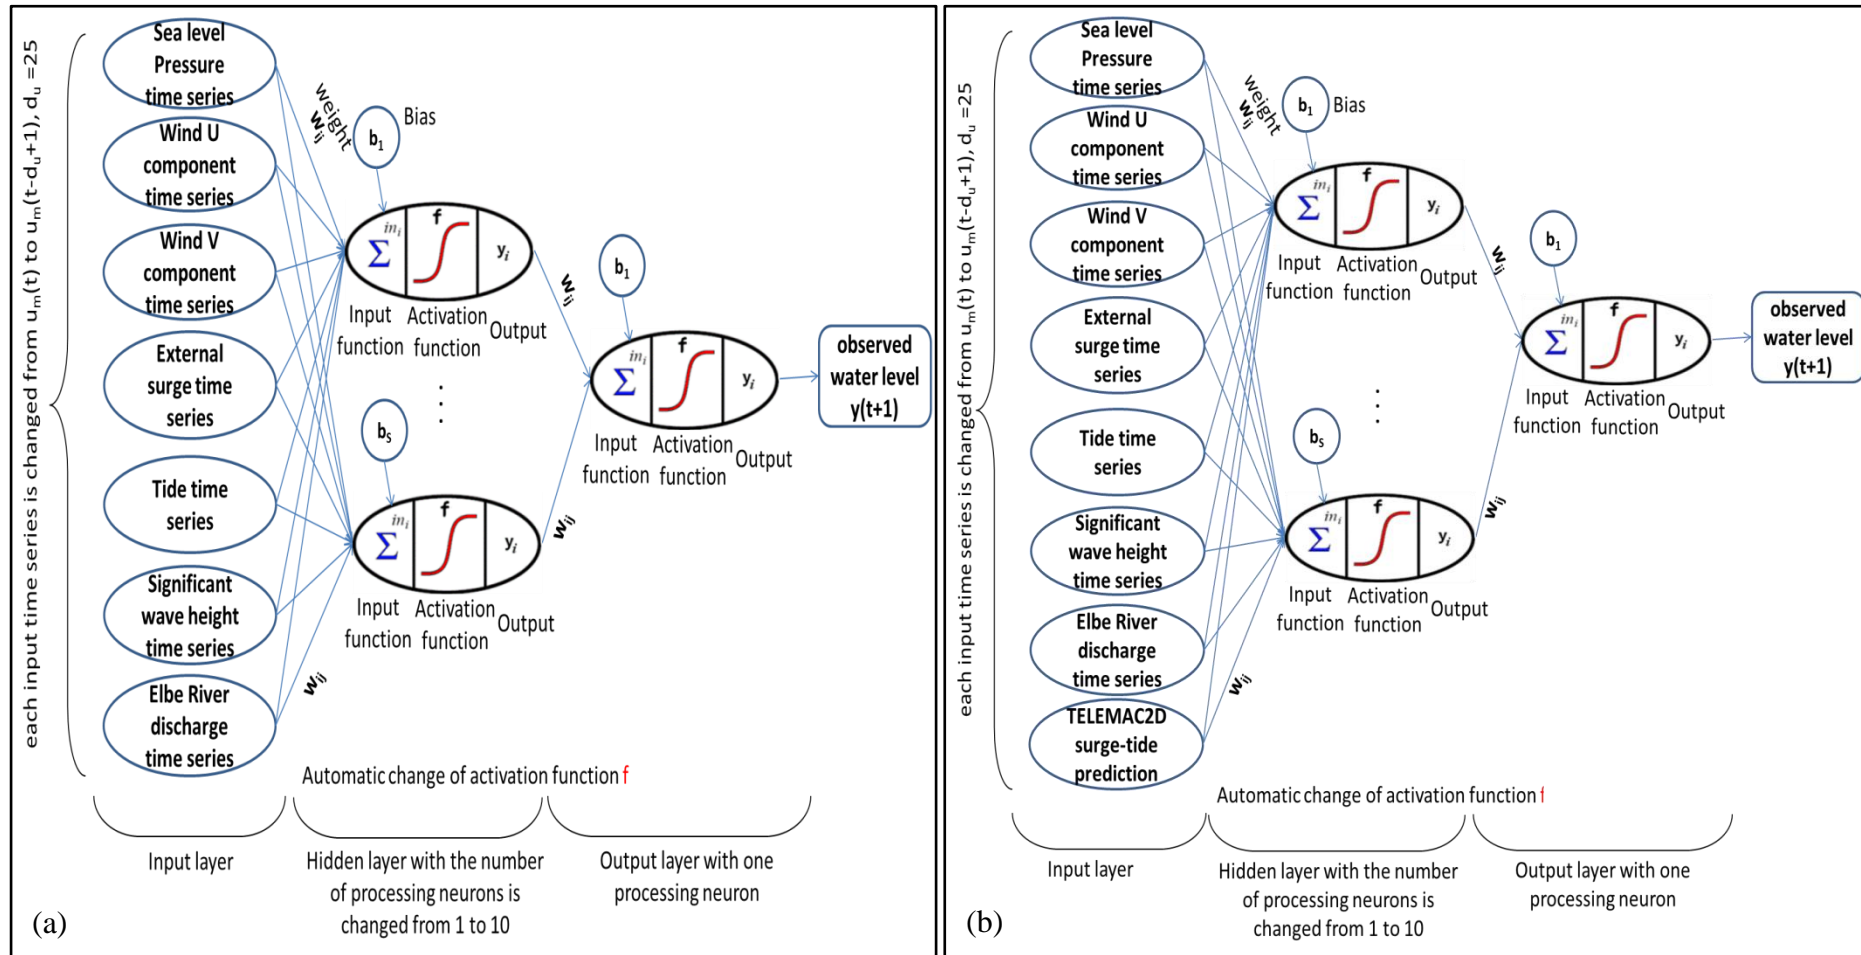 each input time series is changed from u_m(t) to u_m(t-d_u+1), d_u =25
Sea level
Pressure
time series
Wind U
component
time series
Wind V
component
time series
External
surge time
series
Tide time
series
Significant
wave height
time series
Elbe River
discharge
time series
weight
w_ij
b_1
Bias
Σ
in_i
f
y_i
Input
function
Activation
function
Output
⋮
b_s
Σ
in_i
f
y_i
Input
function
Activation
function
Output
w_ij
w_ij
w_ij
b_1
Σ
in_i
f
y_i
Input
function
Activation
function
Output
observed
water level
y(t+1)
Automatic change of activation function f
Input layer
Hidden layer with the number
of processing neurons is
changed from 1 to 10
Output layer with one
processing neuron
(a)
each input time series is changed from u_m(t) to u_m(t-d_u+1), d_u =25
Sea level
Pressure
time series
Wind U
component
time series
Wind V
component
time series
External
surge time
series
Tide time
series
Significant
wave height
time series
Elbe River
discharge
time series
TELEMAC2D
surge-tide
prediction
weight
w_ij
b_1
Bias
Σ
in_i
f
y_i
Input
function
Activation
function
Output
⋮
b_s
Σ
in_i
f
y_i
Input
function
Activation
function
Output
w_ij
w_ij
w_ij
b_1
Σ
in_i
f
y_i
Input
function
Activation
function
Output
observed
water level
y(t+1)
Automatic change of activation function f
Input layer
Hidden layer with the number
of processing neurons is
changed from 1 to 10
Output layer with one
processing neuron
(b)